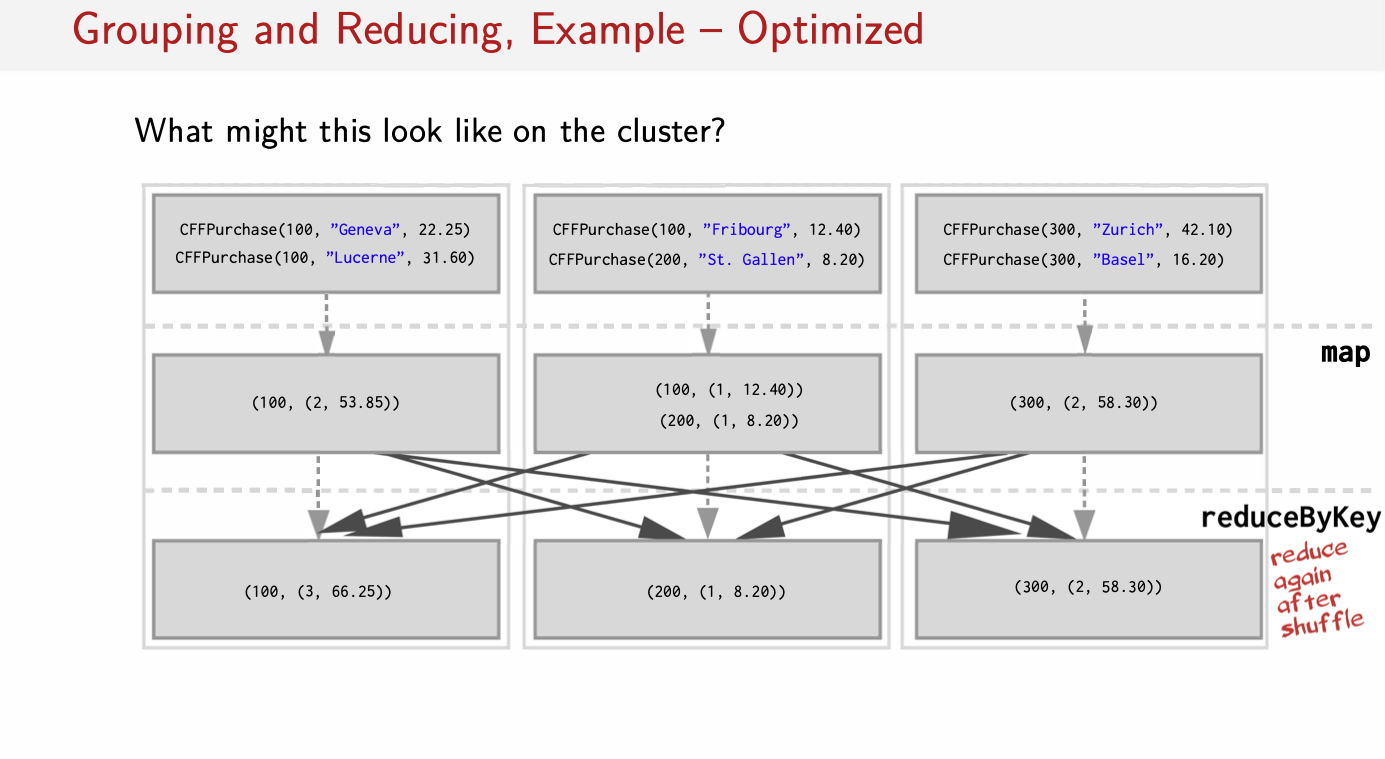 Grouping and Reducing, Example – Optimized
What might this look like on the cluster?
CFFPurchase(100, ”Geneva”, 22.25)
CFFPurchase(100, ”Lucerne”, 31.60)
CFFPurchase(100, ”Fribourg”, 12.40)
CFFPurchase(200, ”St. Gallen”, 8.20)
CFFPurchase(300, ”Zurich”, 42.10)
CFFPurchase(300, ”Basel”, 16.20)
map
(100, (2, 53.85))
(100, (1, 12.40))
(200, (1, 8.20))
(300, (2, 58.30))
reduceByKey
(100, (3, 66.25))
(200, (1, 8.20))
(300, (2, 58.30))
reduce
again
after
shuffle